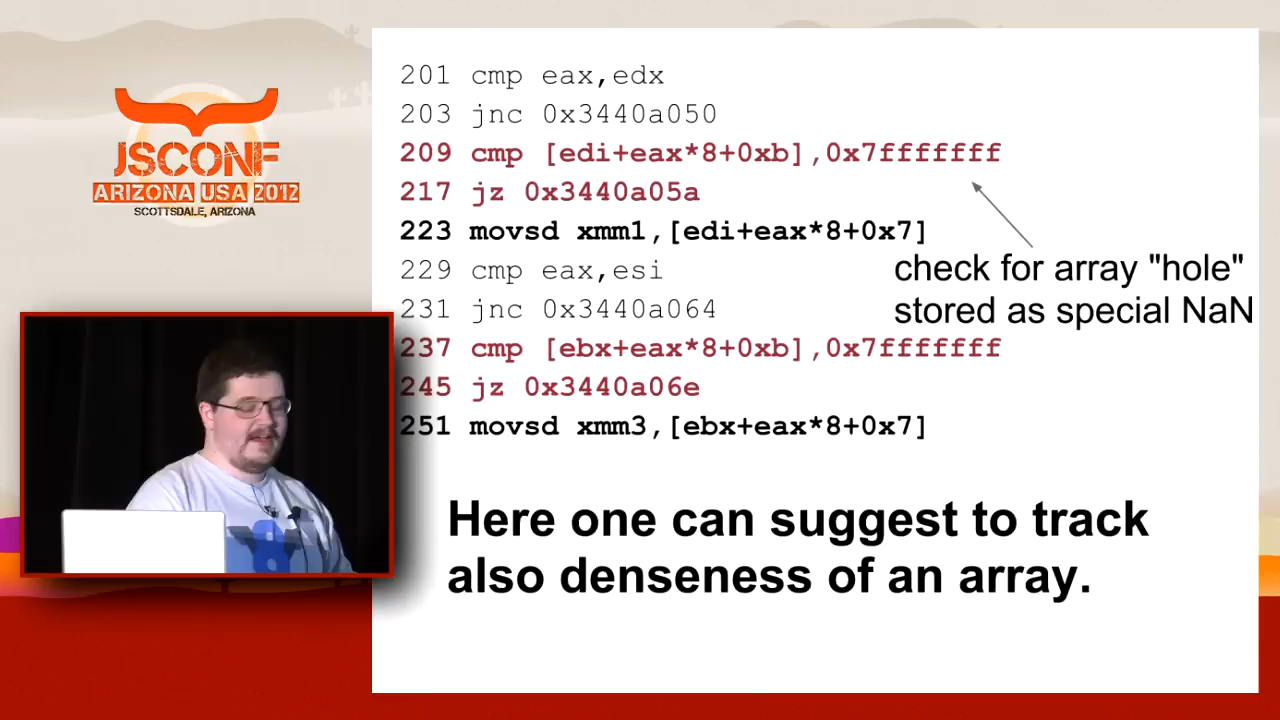 JSCONF
ARIZONA USA 2012
SCOTTSDALE, ARIZONA
201 cmp eax,edx
203 jnc 0x3440a050
209 cmp [edi+eax*8+0xb],0x7fffffff
217 jz 0x3440a05a
223 movsd xmm1,[edi+eax*8+0x7]
229 cmp eax,esi
231 jnc 0x3440a064
237 cmp [ebx+eax*8+0xb],0x7fffffff
245 jz 0x3440a06e
251 movsd xmm3,[ebx+eax*8+0x7]
check for array "hole"
stored as special NaN
Here one can suggest to track
also denseness of an array.
V8